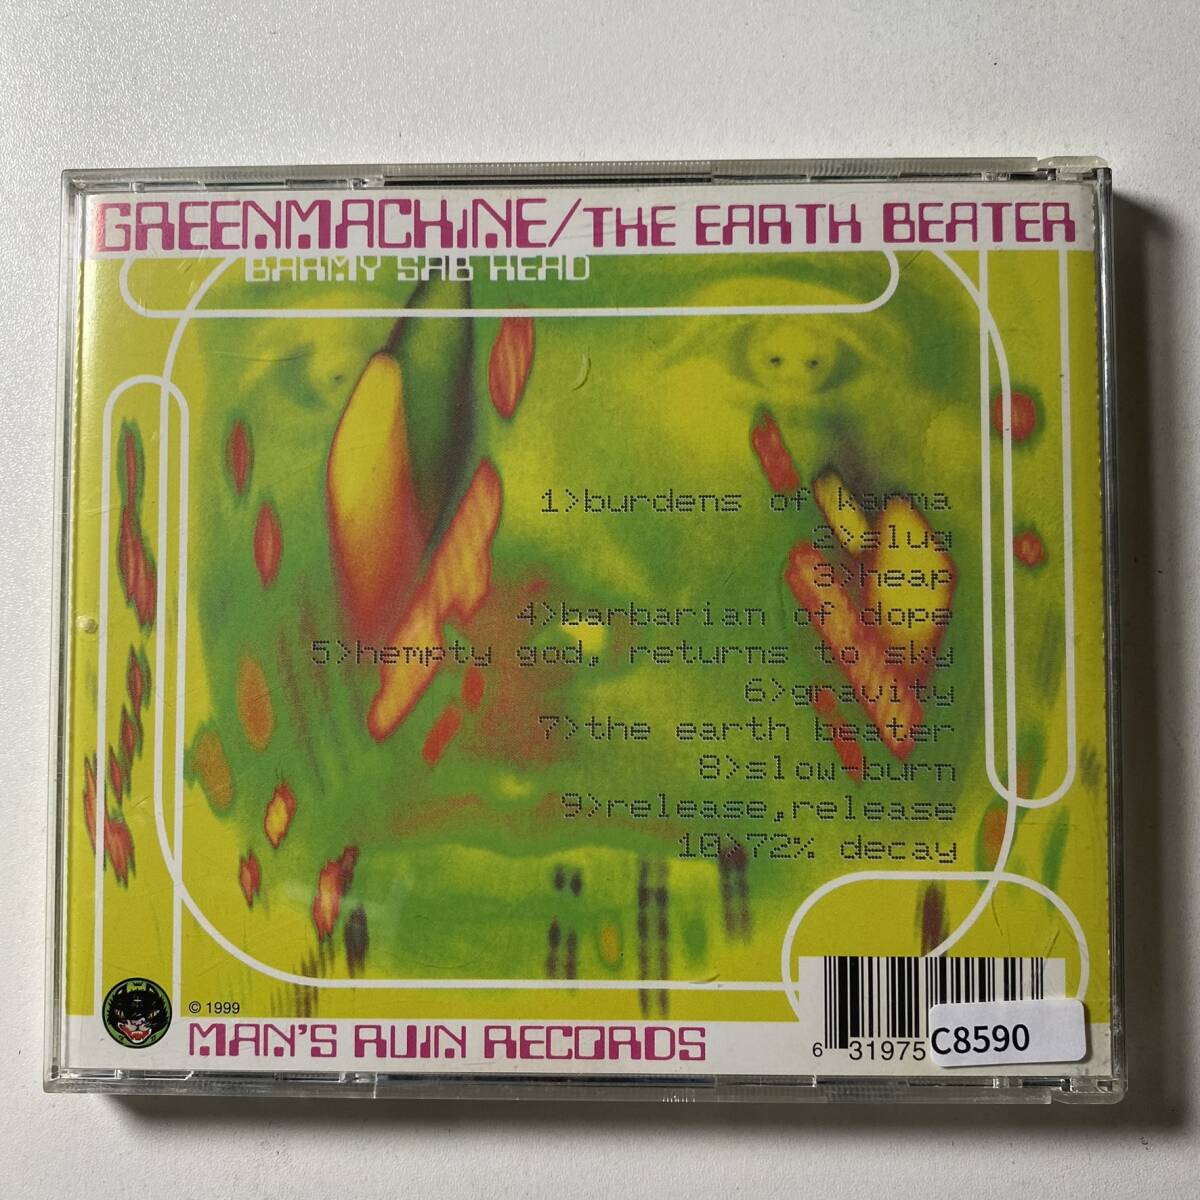 GREENMACHINE/THE EARTH BEATER
BARMY SAB HEAD
1>burdens of karma
2>slug
3>heap
4>barbarian of dope
5>hempty god, returns to sky
6>gravity
7>the earth beater
8>slow-burn
9>release,release
10>72% decay
© 1999
MAN'S RUIN RECORDS
6 31975
C8590